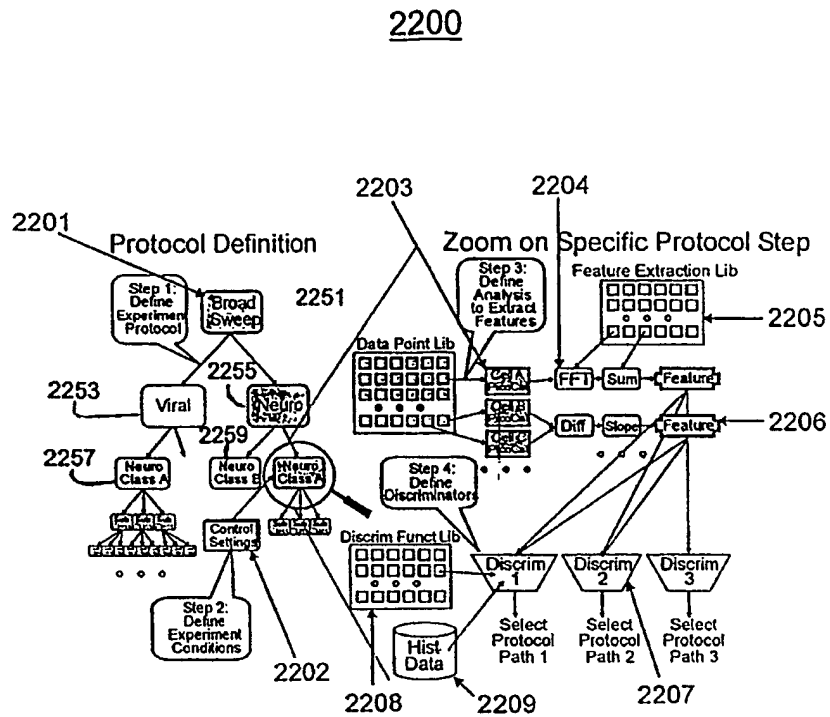 2200
2203
2204
2201
Protocol Definition
Zoom on Specific Protocol Step
Step 1:
Define
Experiment
Protocol
Broad
Sweep
2251
Step 3:
Define
Analysis
to Extract
Features
Feature Extraction Lib
2205
Data Point Lib
2253
2255
Viral
Neuro
Cell A
FFT
Sum
Feature
Cell B
Cell C
Diff
Slope
Feature
2206
2257
2259
Neuro
Class A
Neuro
Class B
Neuro
Class A
Step 4:
Define
Discriminators
Control
Settings
Discrim Funct Lib
Discrim
1
Discrim
2
Discrim
3
Step 2:
Define
Experiment
Conditions
Select
Protocol
Path 1
Select
Protocol
Path 2
Select
Protocol
Path 3
Hist
Data
2202
2208
2209
2207